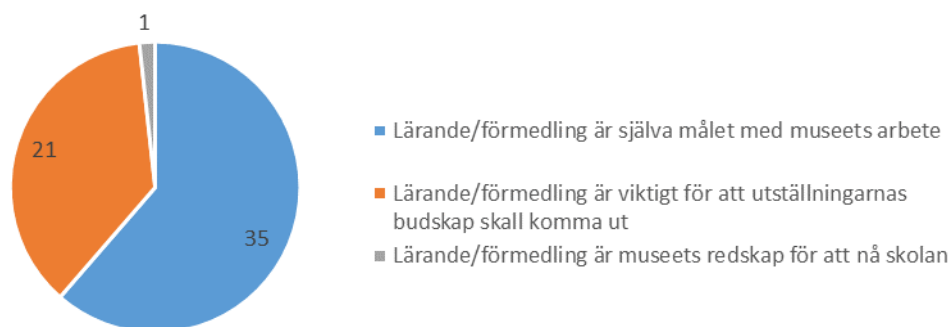 1
21
35
Lärande/förmedling är själva målet med museets arbete
Lärande/förmedling är viktigt för att utställningarnas
budskap skall komma ut
Lärande/förmedling är museets redskap för att nå skolan